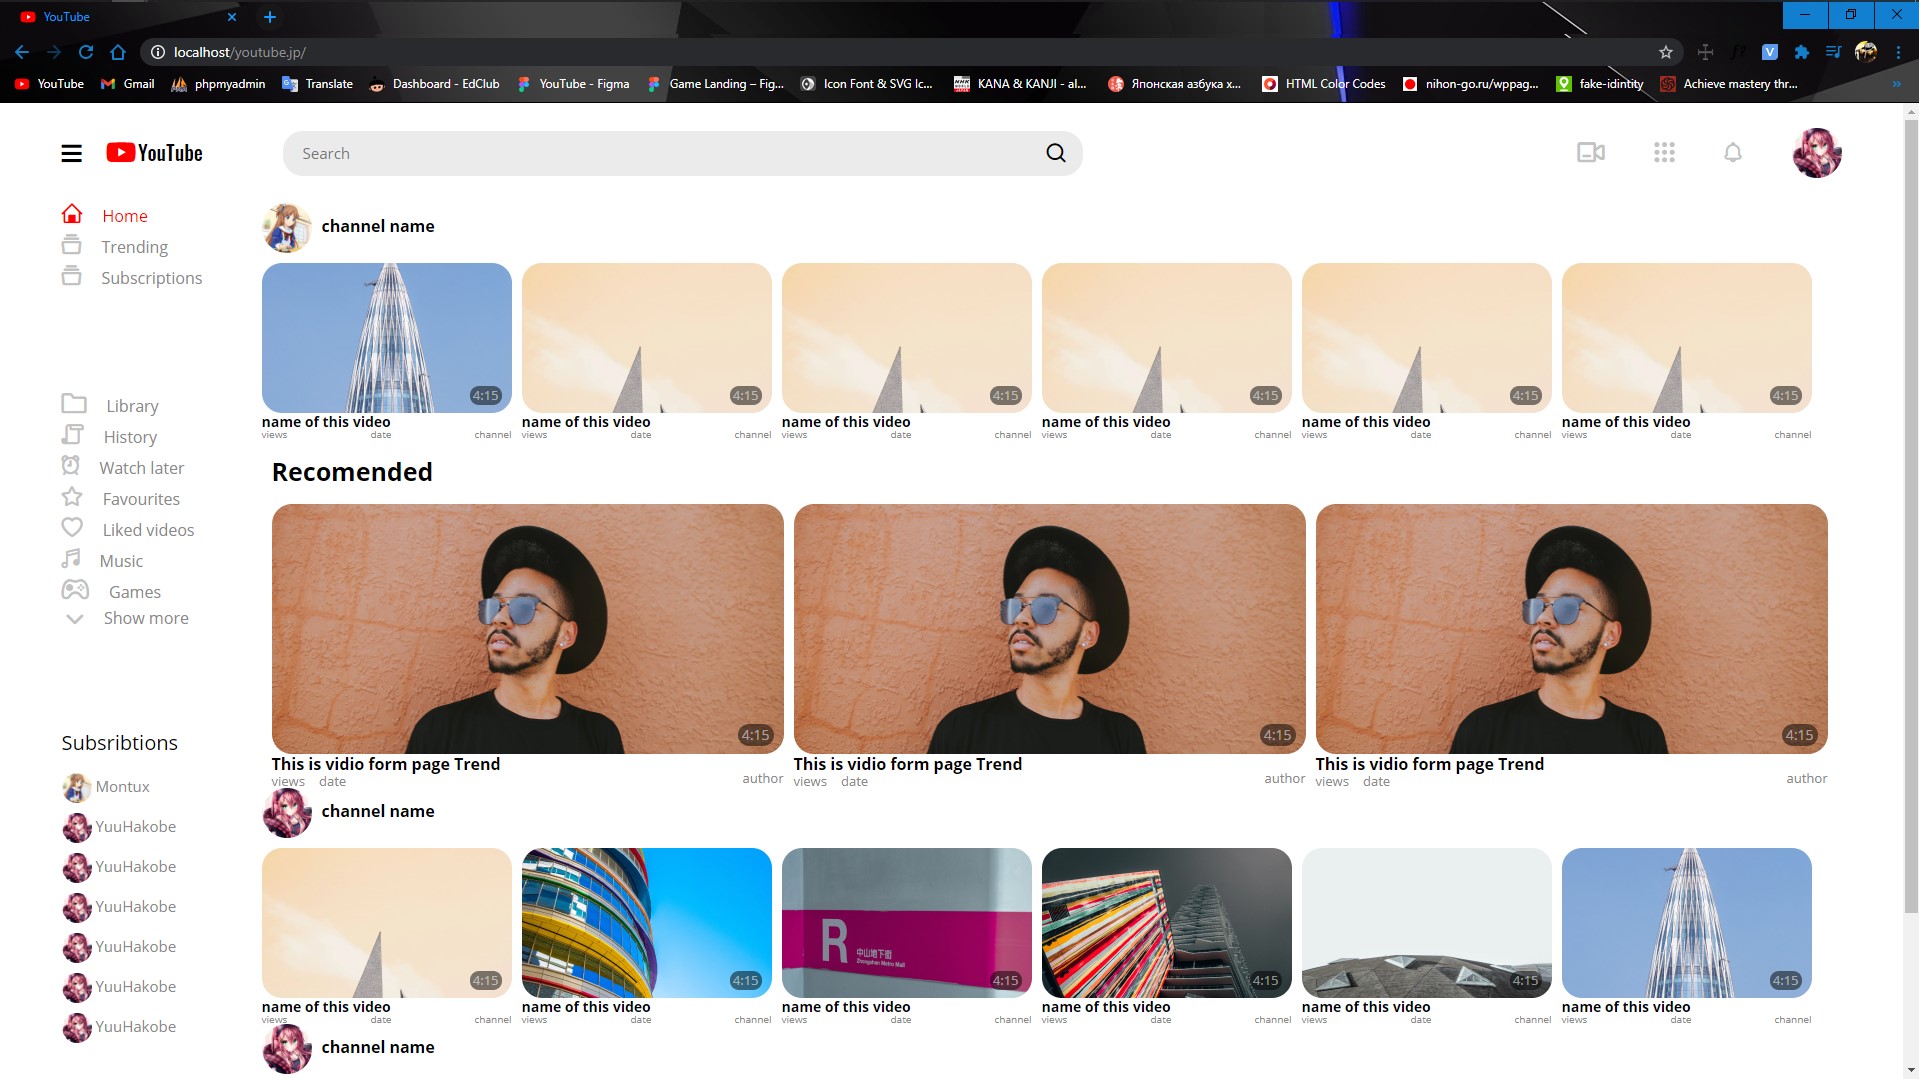 YouTube
localhost/youtube.jp/
YouTube Gmail phpmyadmin Translate Dashboard - EdClub YouTube - Figma Game Landing – Fig... Icon Font & SVG Ic... KANA & KANJI - al... Японская азбука х... HTML Color Codes nihon-go.ru/wppag... fake-idintity Achieve mastery thr... »
YouTube
Search
Home
Trending
Subscriptions
Library
History
Watch later
Favourites
Liked videos
Music
Games
Show more
Subsribtions
Montux
YuuHakobe
YuuHakobe
YuuHakobe
YuuHakobe
YuuHakobe
YuuHakobe
channel name
4:15 4:15 4:15 4:15 4:15 4:15
name of this video name of this video name of this video name of this video name of this video name of this video
views date channel views date channel views date channel views date channel views date channel views date channel
Recomended
4:15 4:15 4:15
This is vidio form page Trend This is vidio form page Trend This is vidio form page Trend
views date author views date author views date author
channel name
R 中山地下街
Zhongshan Metro Mall
4:15 4:15 4:15 4:15 4:15 4:15
name of this video name of this video name of this video name of this video name of this video name of this video
views date channel views date channel views date channel views date channel views date channel views date channel
channel name